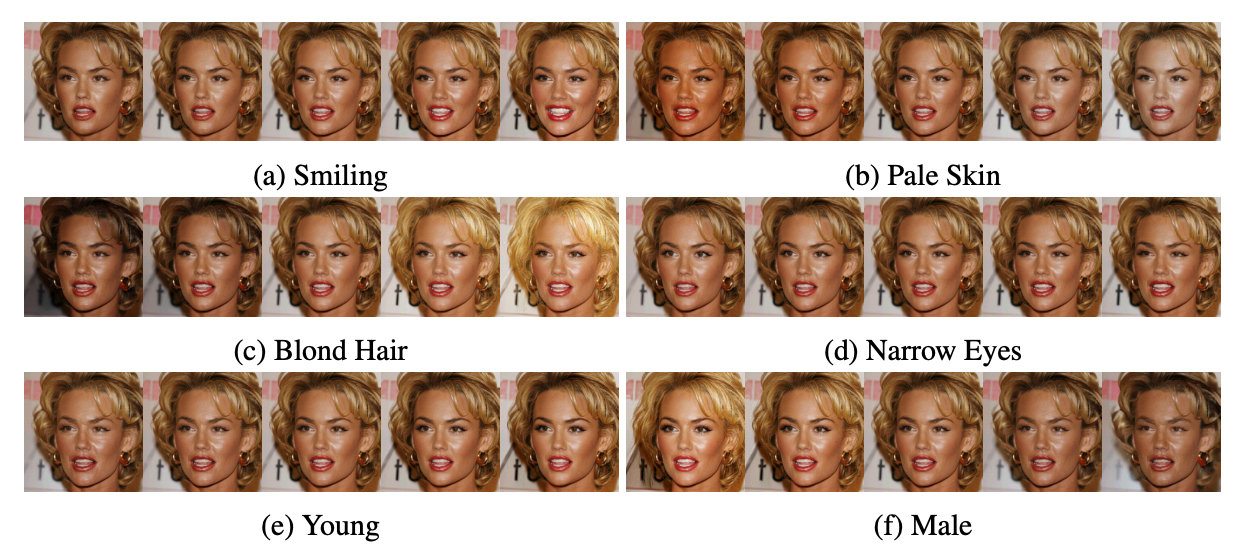 (a) Smiling
(b) Pale Skin
(c) Blond Hair
(d) Narrow Eyes
(e) Young
(f) Male